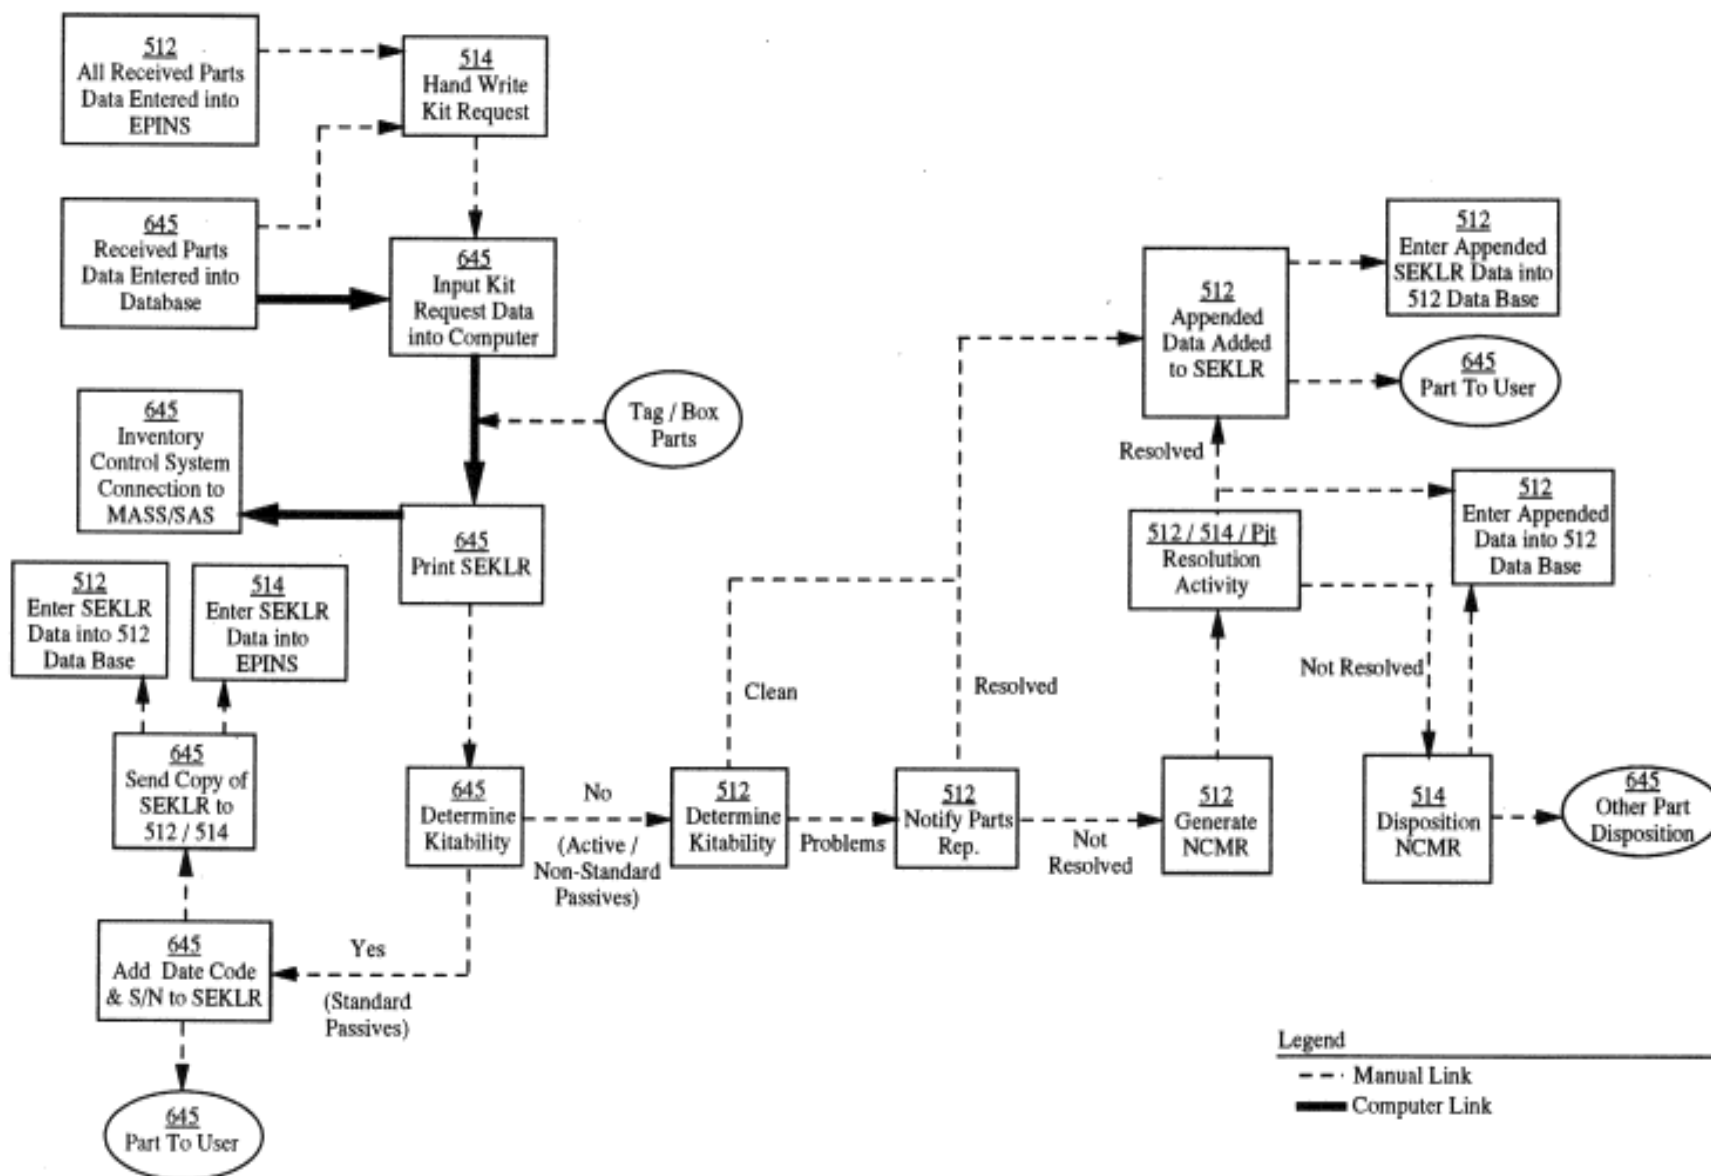 512
All Received Parts
Data Entered into
EPINS
514
Hand Write
Kit Request
645
Received Parts
Data Entered into
Database
645
Input Kit
Request Data
into Computer
Tag / Box
Parts
645
Inventory
Control System
Connection to
MASS/SAS
645
Print SEKLR
512
Enter SEKLR
Data into 512
Data Base
514
Enter SEKLR
Data into
EPINS
645
Send Copy of
SEKLR to
512 / 514
645
Determine
Kitability
No
(Active /
Non-Standard
Passives)
Yes
(Standard
Passives)
645
Add Date Code
& S/N to SEKLR
645
Part To User
512
Determine
Kitability
Clean
Problems
512
Notify Parts
Rep.
Resolved
Not
Resolved
512
Generate
NCMR
512 / 514 / Pjt
Resolution
Activity
Resolved
Not Resolved
512
Appended
Data Added
to SEKLR
512
Enter Appended
SEKLR Data into
512 Data Base
645
Part To User
512
Enter Appended
Data into 512
Data Base
514
Disposition
NCMR
645
Other Part
Disposition
Legend
Manual Link
Computer Link